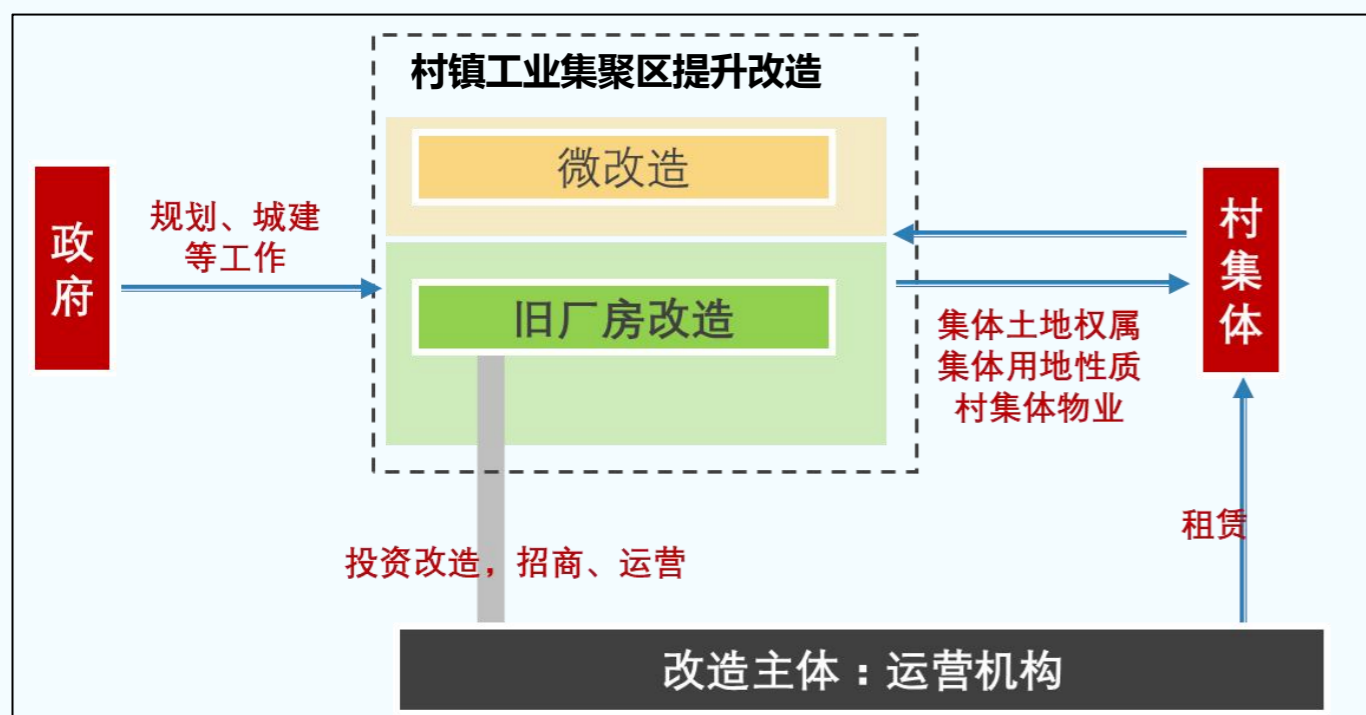 村镇工业集聚区提升改造
微改造
政府
规划、城建
等工作
旧厂房改造
村集体
集体土地权属
集体用地性质
村集体物业
租赁
投资改造，招商、运营
改造主体：运营机构